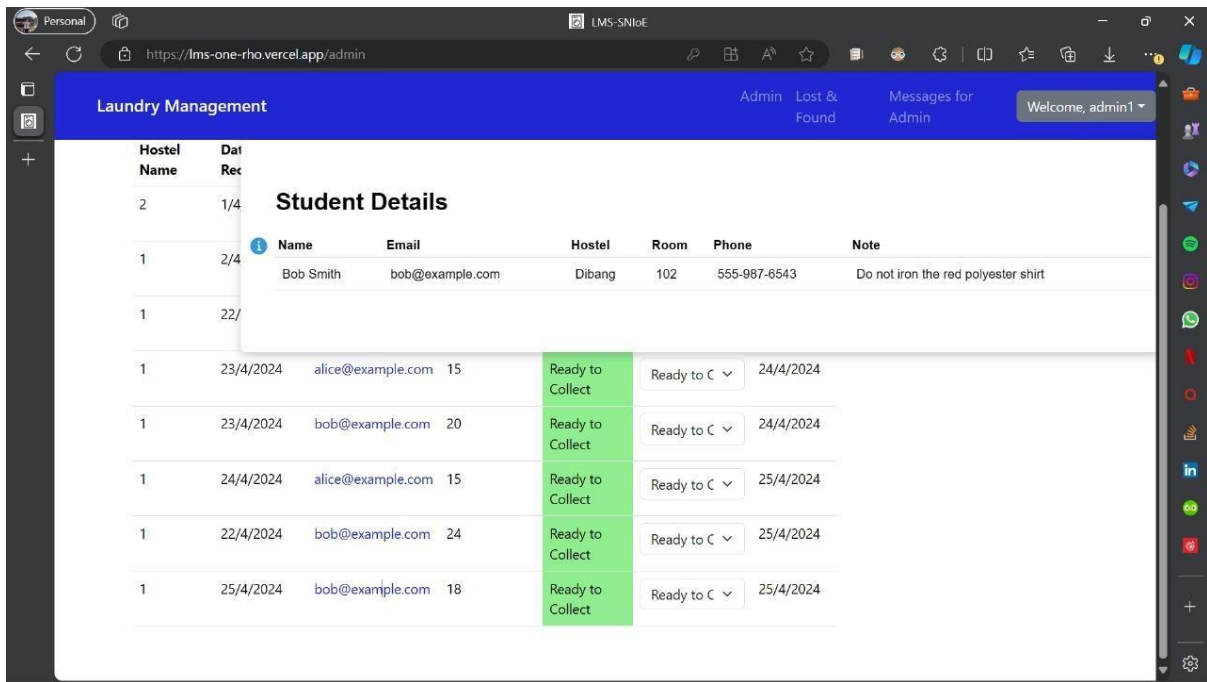 Personal
LMS-SNIoE
https://lms-one-rho.vercel.app/admin
Laundry Management
Admin
Lost &
Found
Messages for
Admin
Welcome, admin1
Hostel
Name
Student Details
Name Email Hostel Room Phone Note
Bob Smith bob@example.com Dibang 102 555-987-6543 Do not iron the red polyester shirt
2 1/4
1 2/4
1 22/
1 23/4/2024 alice@example.com 15 Ready to Collect Ready to C 24/4/2024
1 23/4/2024 bob@example.com 20 Ready to Collect Ready to C 24/4/2024
1 24/4/2024 alice@example.com 15 Ready to Collect Ready to C 25/4/2024
1 22/4/2024 bob@example.com 24 Ready to Collect Ready to C 25/4/2024
1 25/4/2024 bob@example.com 18 Ready to Collect Ready to C 25/4/2024